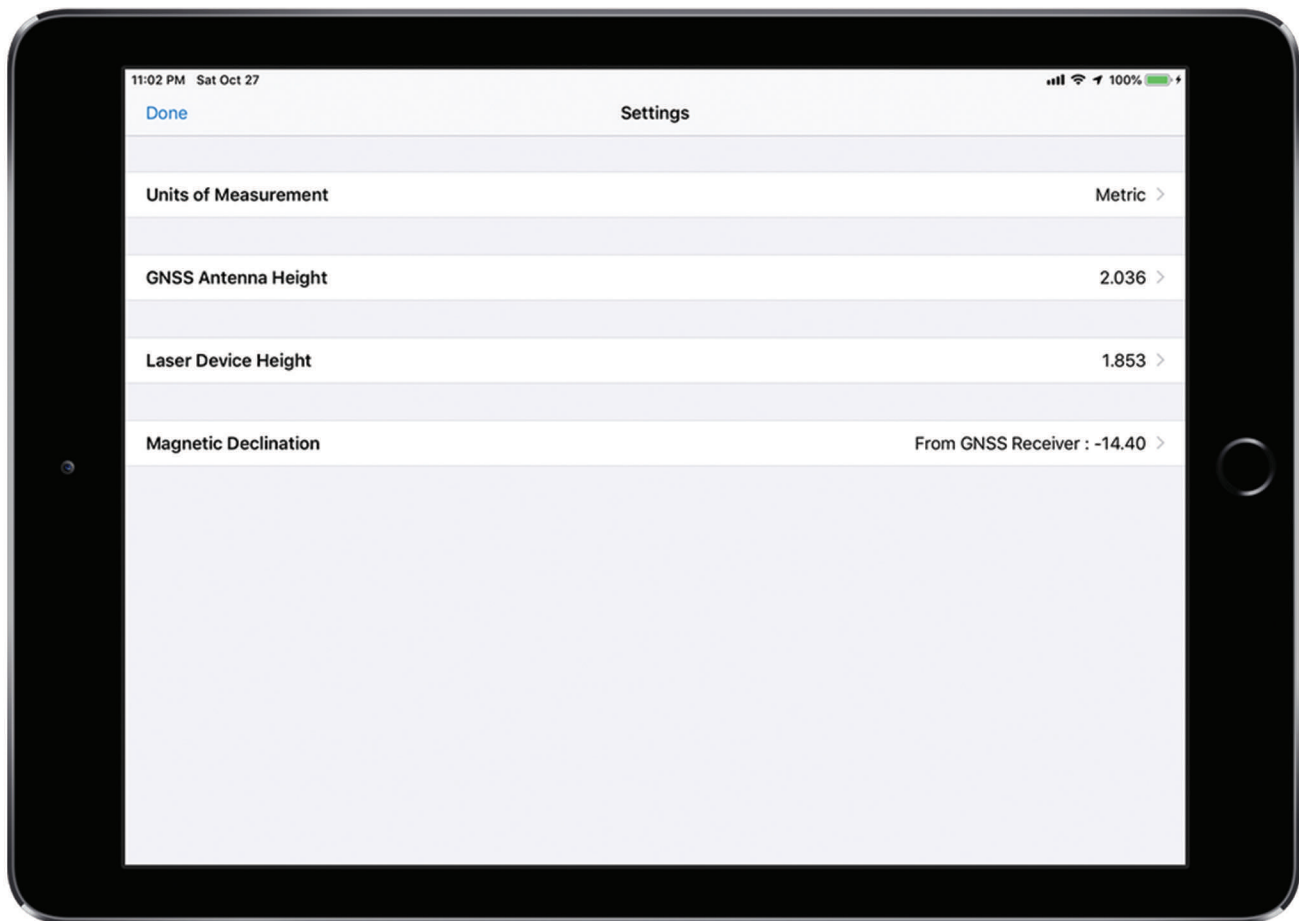 11:02 PM Sat Oct 27 100%
Done Settings
Units of Measurement Metric
GNSS Antenna Height 2.036
Laser Device Height 1.853
Magnetic Declination From GNSS Receiver : -14.40